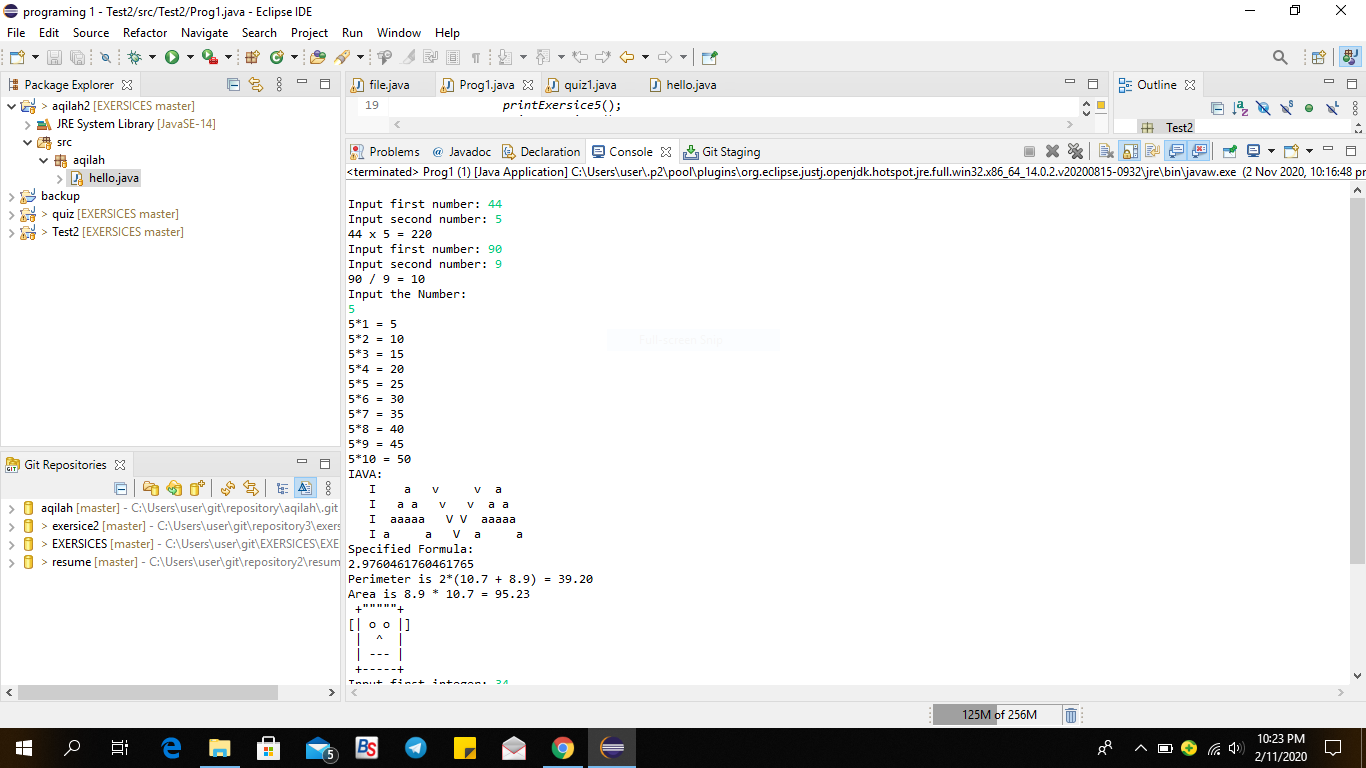 programing 1 - Test2/src/Test2/Prog1.java - Eclipse IDE
File Edit Source Refactor Navigate Search Project Run Window Help
Package Explorer
aqilah2 [EXERSICES master]
JRE System Library [JavaSE-14]
src
aqilah
hello.java
backup
> quiz [EXERSICES master]
> Test2 [EXERSICES master]
Git Repositories
aqilah [master] - C:\Users\user\git\repository\aqilah\.git
> exersice2 [master] - C:\Users\user\git\repository3\exers
> EXERSICES [master] - C:\Users\user\git\EXERSICES\EXE
> resume [master] - C:\Users\user\git\repository2\resum
file.java Prog1.java quiz1.java hello.java
19 printExersice5();
Outline
Test2
Problems @ Javadoc Declaration Console Git Staging
<terminated> Prog1 (1) [Java Application] C:\Users\user\.p2\pool\plugins\org.eclipse.justj.openjdk.hotspot.jre.full.win32.x86_64_14.0.2.v20200815-0932\jre\bin\javaw.exe (2 Nov 2020, 10:16:48 pr
Input first number: 44
Input second number: 5
44 x 5 = 220
Input first number: 90
Input second number: 9
90 / 9 = 10
Input the Number:
5
5*1 = 5
5*2 = 10
5*3 = 15
5*4 = 20
5*5 = 25
5*6 = 30
5*7 = 35
5*8 = 40
5*9 = 45
5*10 = 50
IAVA:
   I    a   v     v  a
   I   a a   v   v  a a
   I  aaaaa   V V  aaaaa
   I a     a   V  a     a
Specified Formula:
2.9760461760461765
Perimeter is 2*(10.7 + 8.9) = 39.20
Area is 8.9 * 10.7 = 95.23
 +"""""+
[| o o |]
 |  ^  |
 | --- |
 +-----+
Input first integer: 34
125M of 256M
5
BS
10:23 PM
2/11/2020